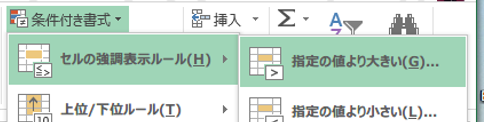 条件付き書式 挿入 Σ A Z
セルの強調表示ルール(H) 指定の値より大きい(G)...
上位/下位ルール(T) 指定の値より小さい(L)...
10